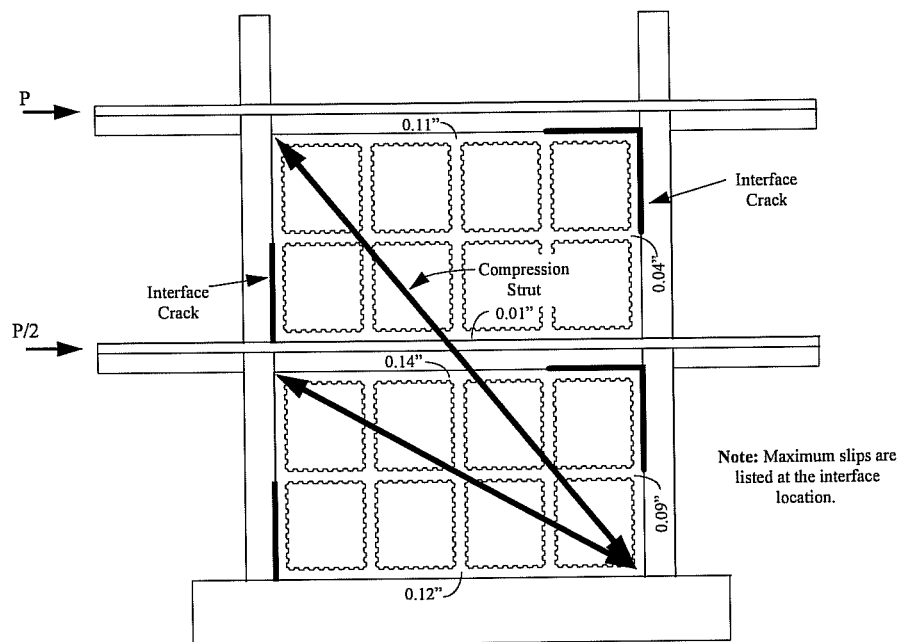 P
0.11”
Interface
Crack
0.04”
Compression
Strut
Interface
Crack
0.01”
P/2
0.14”
Note: Maximum slips are
listed at the interface
location.
0.09”
0.12”